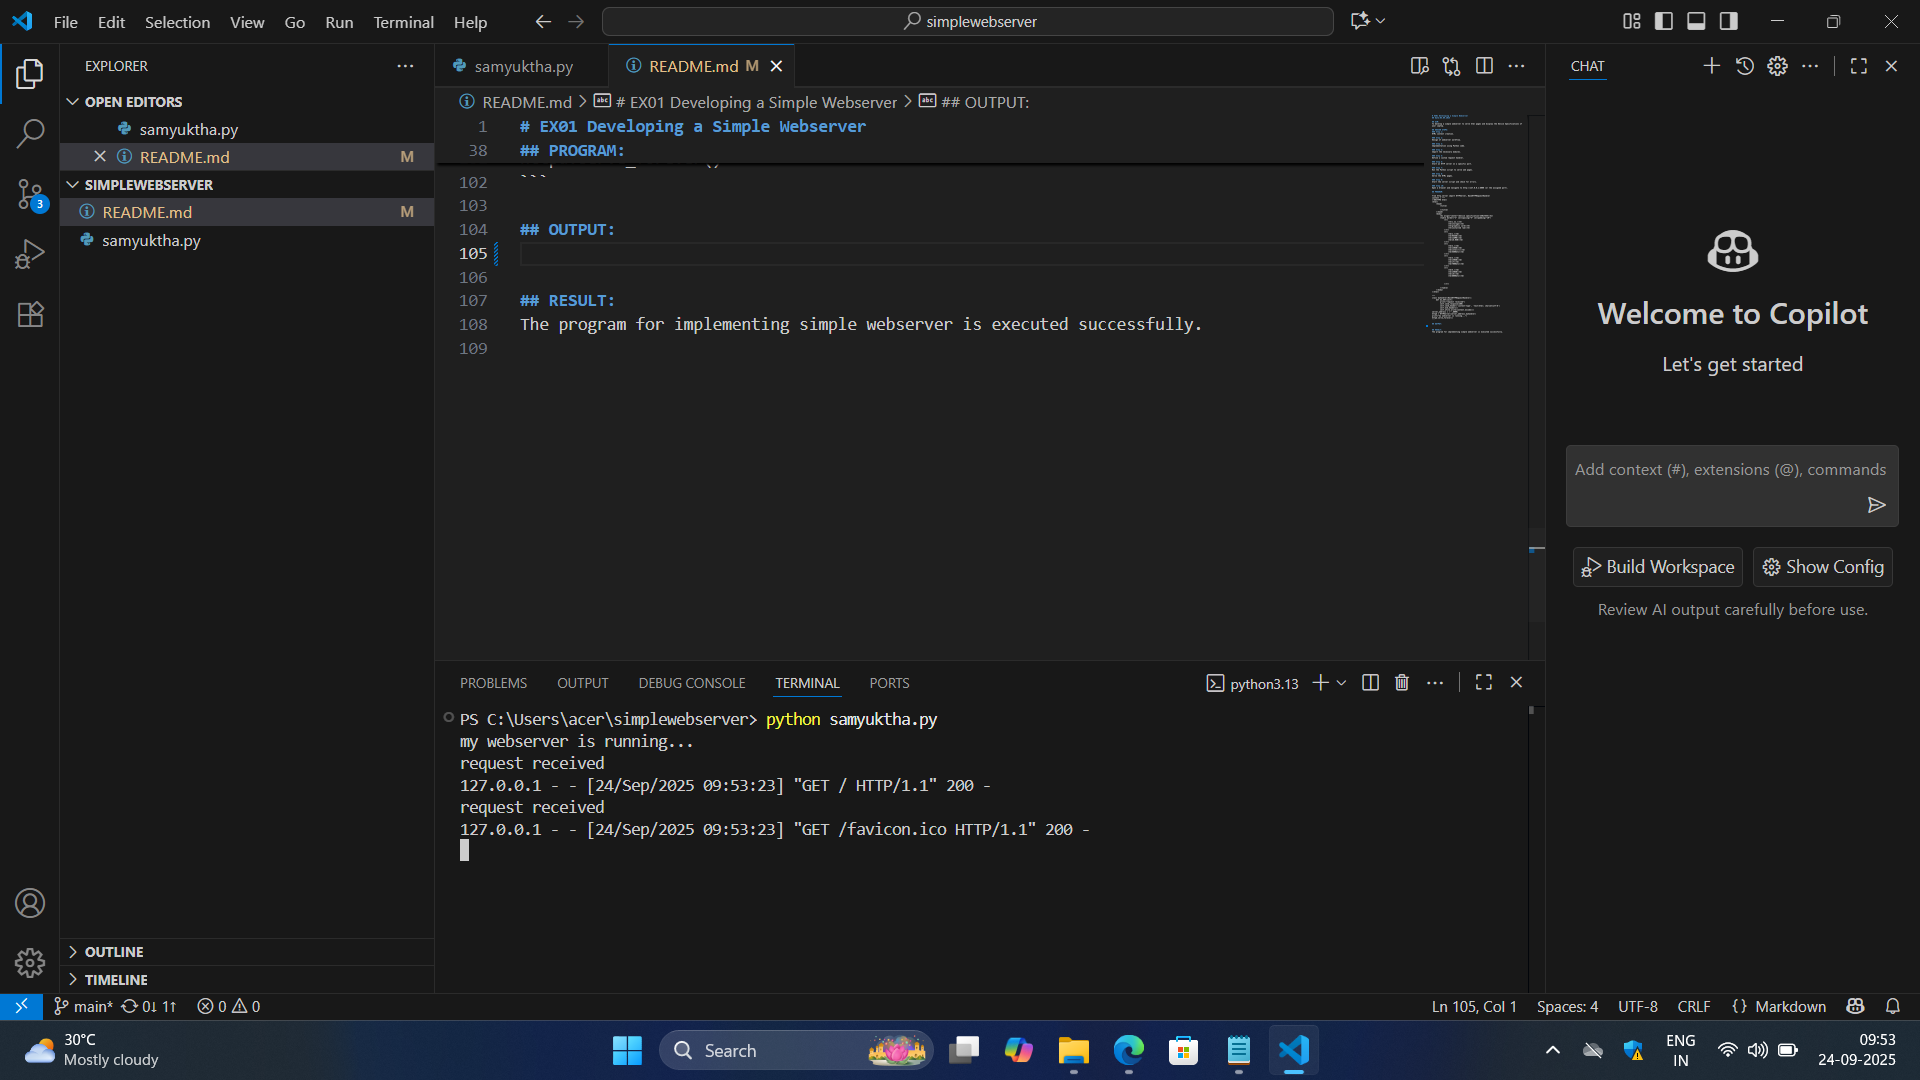 File Edit Selection View Go Run Terminal Help
simplewebserver
EXPLORER
OPEN EDITORS
samyuktha.py
README.md M
SIMPLEWEBSERVER
README.md M
samyuktha.py
3
OUTLINE
TIMELINE
samyuktha.py
README.md M
README.md > # EX01 Developing a Simple Webserver > ## OUTPUT:
1 # EX01 Developing a Simple Webserver
38 ## PROGRAM:
102 ```
103
104 ## OUTPUT:
105
106
107 ## RESULT:
108 The program for implementing simple webserver is executed successfully.
109
PROBLEMS OUTPUT DEBUG CONSOLE TERMINAL PORTS
python3.13
PS C:\Users\acer\simplewebserver> python samyuktha.py
my webserver is running...
request received
127.0.0.1 - - [24/Sep/2025 09:53:23] "GET / HTTP/1.1" 200 -
request received
127.0.0.1 - - [24/Sep/2025 09:53:23] "GET /favicon.ico HTTP/1.1" 200 -
CHAT
Welcome to Copilot
Let's get started
Add context (#), extensions (@), commands
Build Workspace
Show Config
Review AI output carefully before use.
main* 0↓ 1↑ 0 0
Ln 105, Col 1 Spaces: 4 UTF-8 CRLF {} Markdown
30°C
Mostly cloudy
Search
ENG
IN
09:53
24-09-2025